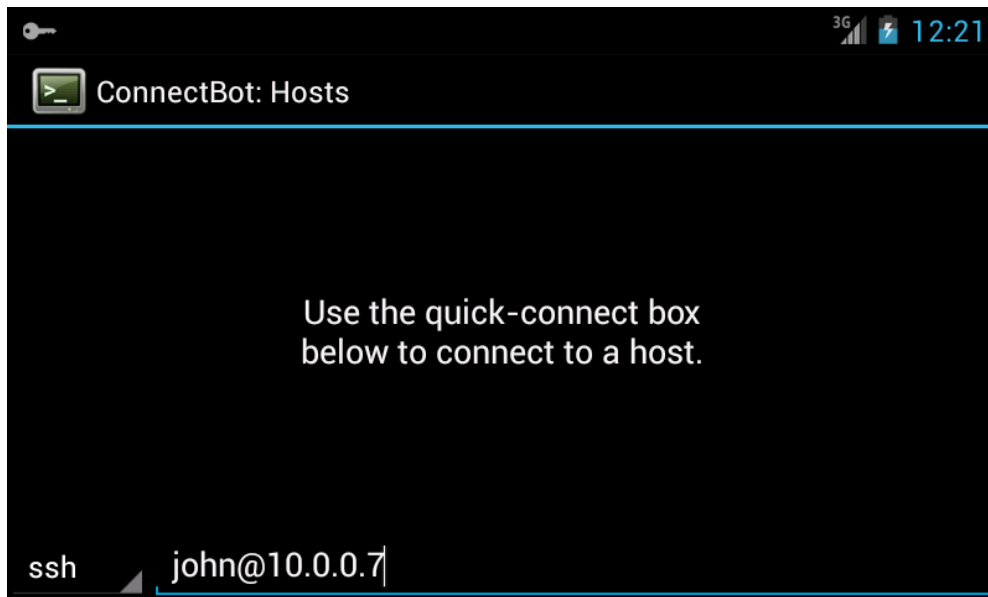 3G 12:21
ConnectBot: Hosts
Use the quick-connect box
below to connect to a host.
ssh john@10.0.0.7